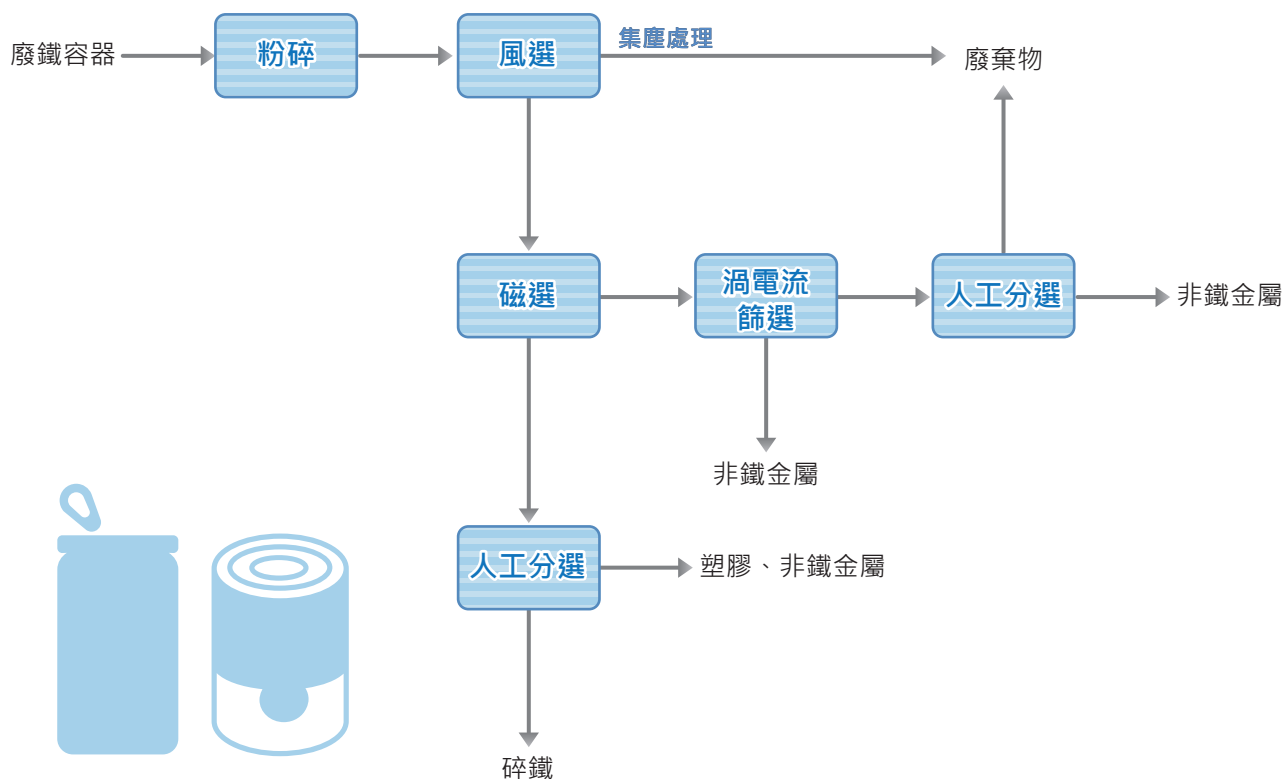 廢鐵容器
粉碎
風選
集塵處理
廢棄物
磁選
渦電流
篩選
人工分選
非鐵金屬
非鐵金屬
人工分選
塑膠、非鐵金屬
碎鐵